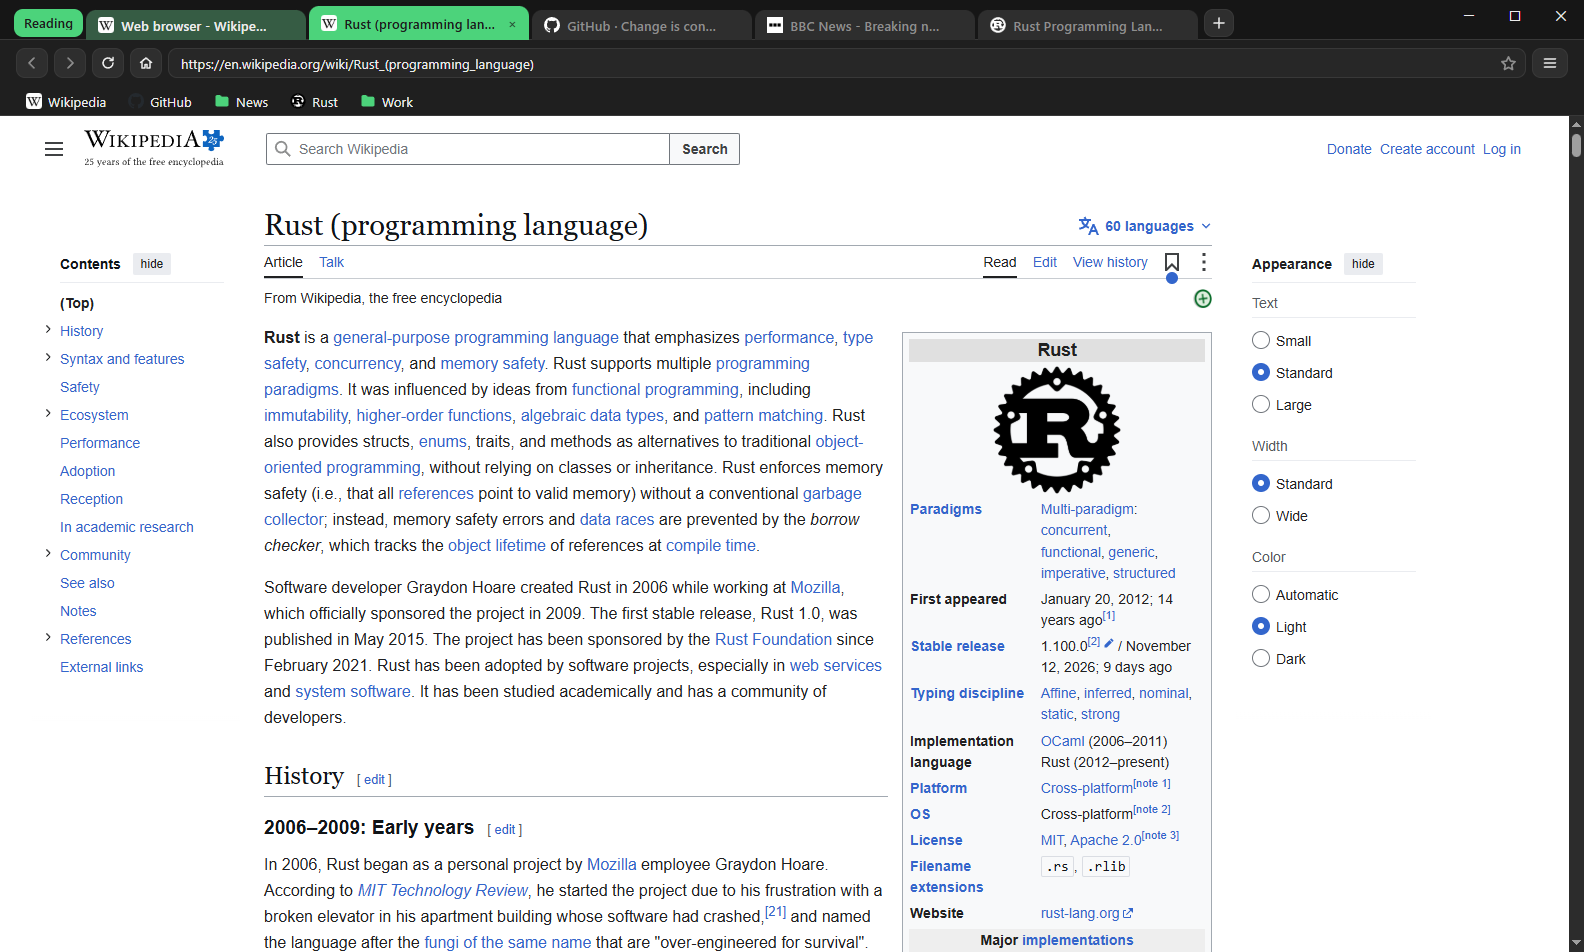 Reading
Web browser - Wikipe...
Rust (programming lan...
GitHub · Change is con...
BBC News - Breaking n...
Rust Programming Lan...
https://en.wikipedia.org/wiki/Rust_(programming_language)
Wikipedia
GitHub
News
Rust
Work
WIKIPEDIA 25
25 years of the free encyclopedia
Search Wikipedia
Search
Donate Create account Log in
Rust (programming language)
60 languages
Contents hide
(Top)
History
Syntax and features
Safety
Ecosystem
Performance
Adoption
Reception
In academic research
Community
See also
Notes
References
External links
Article Talk
Read Edit View history
From Wikipedia, the free encyclopedia
Rust is a general-purpose programming language that emphasizes performance, type
safety, concurrency, and memory safety. Rust supports multiple programming
paradigms. It was influenced by ideas from functional programming, including
immutability, higher-order functions, algebraic data types, and pattern matching. Rust
also provides structs, enums, traits, and methods as alternatives to traditional object-
oriented programming, without relying on classes or inheritance. Rust enforces memory
safety (i.e., that all references point to valid memory) without a conventional garbage
collector; instead, memory safety errors and data races are prevented by the borrow
checker, which tracks the object lifetime of references at compile time.
Software developer Graydon Hoare created Rust in 2006 while working at Mozilla,
which officially sponsored the project in 2009. The first stable release, Rust 1.0, was
published in May 2015. The project has been sponsored by the Rust Foundation since
February 2021. Rust has been adopted by software projects, especially in web services
and system software. It has been studied academically and has a community of
developers.
History [ edit ]
2006–2009: Early years [ edit ]
In 2006, Rust began as a personal project by Mozilla employee Graydon Hoare.
According to MIT Technology Review, he started the project due to his frustration with a
broken elevator in his apartment building whose software had crashed,[21] and named
the language after the fungi of the same name that are "over-engineered for survival".
Rust
R
Paradigms Multi-paradigm:
concurrent,
functional, generic,
imperative, structured
First appeared January 20, 2012; 14
years ago[1]
Stable release 1.100.0[2] / November
12, 2026; 9 days ago
Typing discipline Affine, inferred, nominal,
static, strong
Implementation OCaml (2006–2011)
language Rust (2012–present)
Platform Cross-platform[note 1]
OS Cross-platform[note 2]
License MIT, Apache 2.0[note 3]
Filename .rs, .rlib
extensions
Website rust-lang.org
Major implementations
Appearance hide
Text
Small
Standard
Large
Width
Standard
Wide
Color
Automatic
Light
Dark